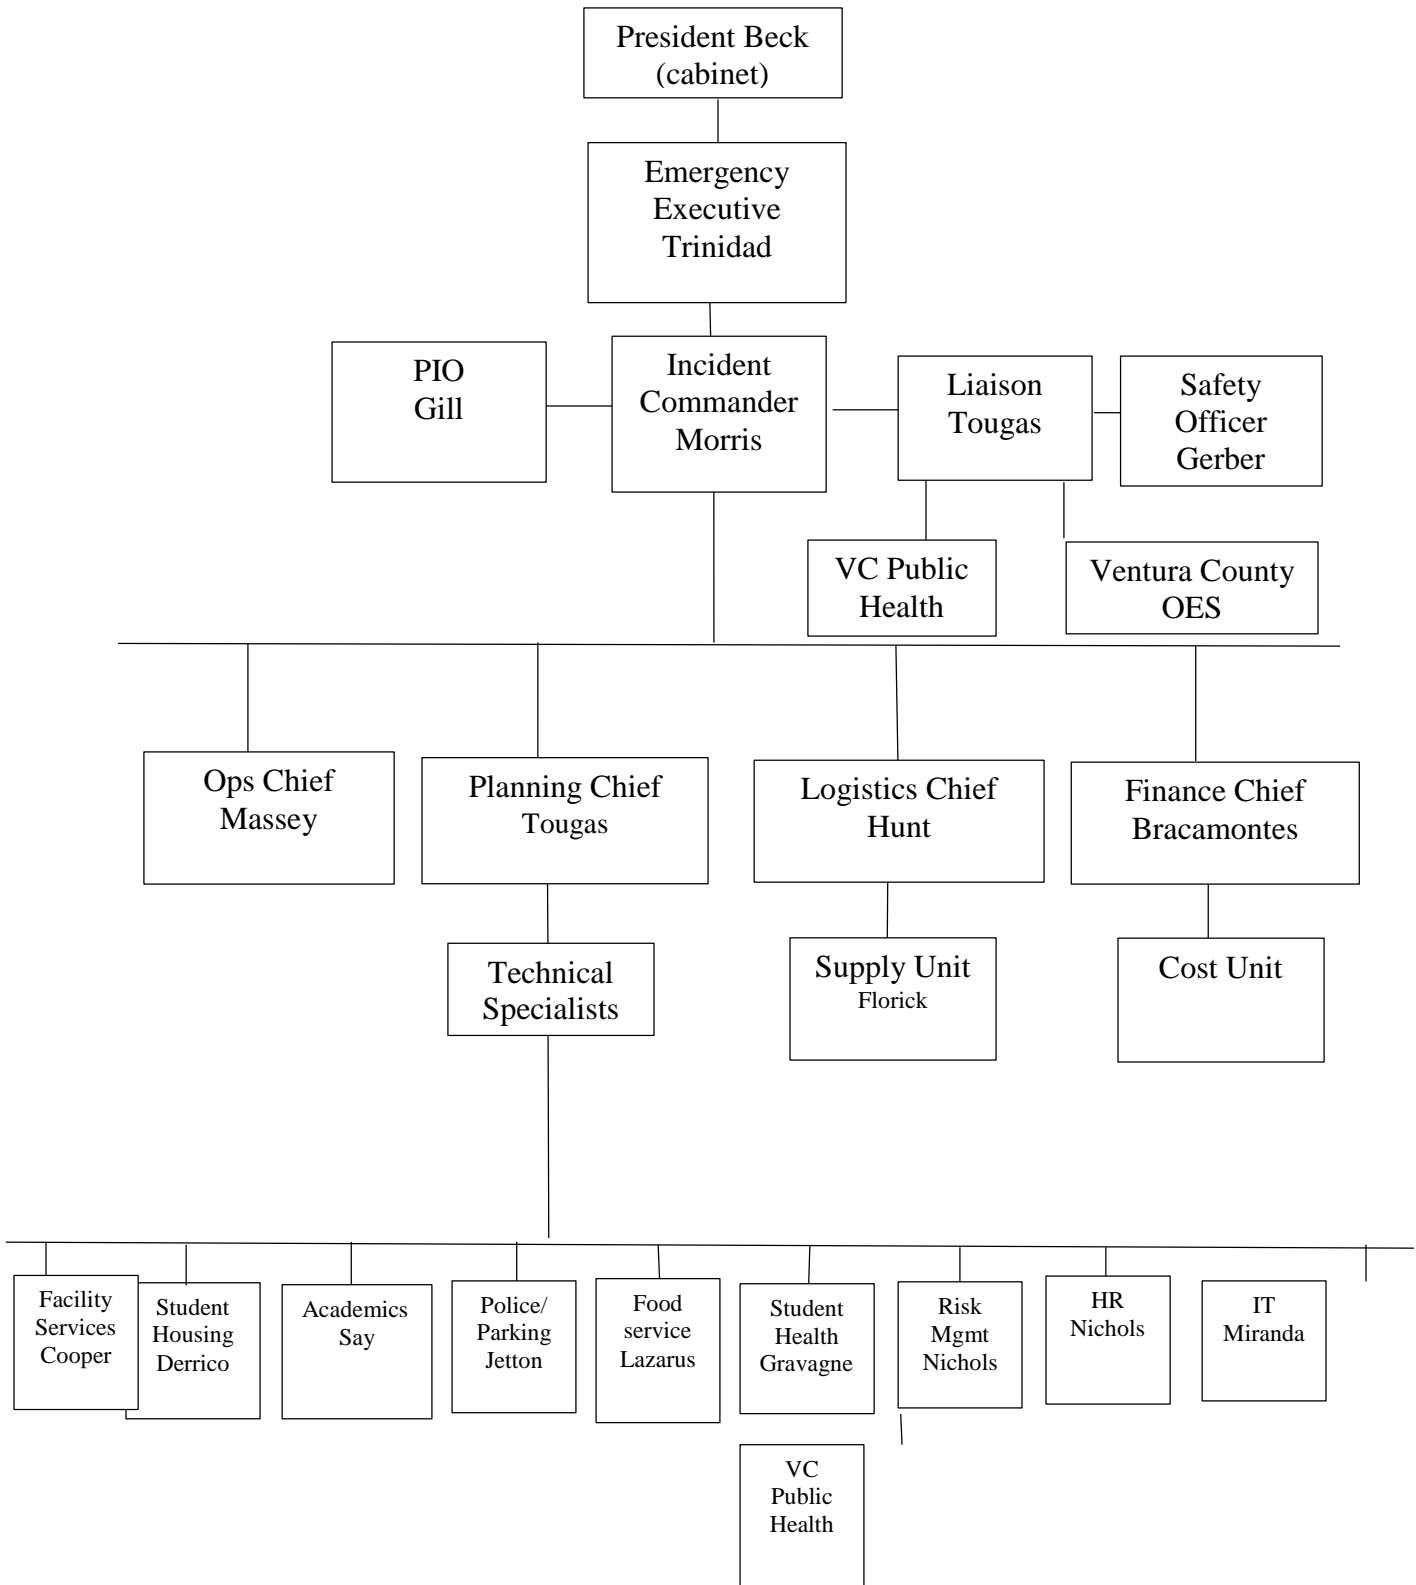 President Beck
(cabinet)
Emergency
Executive
Trinidad
PIO
Gill
Incident
Commander
Morris
Liaison
Tougas
Safety
Officer
Gerber
VC Public
Health
Ventura County
OES
Ops Chief
Massey
Planning Chief
Tougas
Logistics Chief
Hunt
Finance Chief
Bracamontes
Technical
Specialists
Supply Unit
Florick
Cost Unit
Facility
Services
Cooper
Student
Housing
Derrico
Academics
Say
Police/
Parking
Jetton
Food
service
Lazarus
Student
Health
Gravagne
Risk
Mgmt
Nichols
HR
Nichols
IT
Miranda
VC
Public
Health